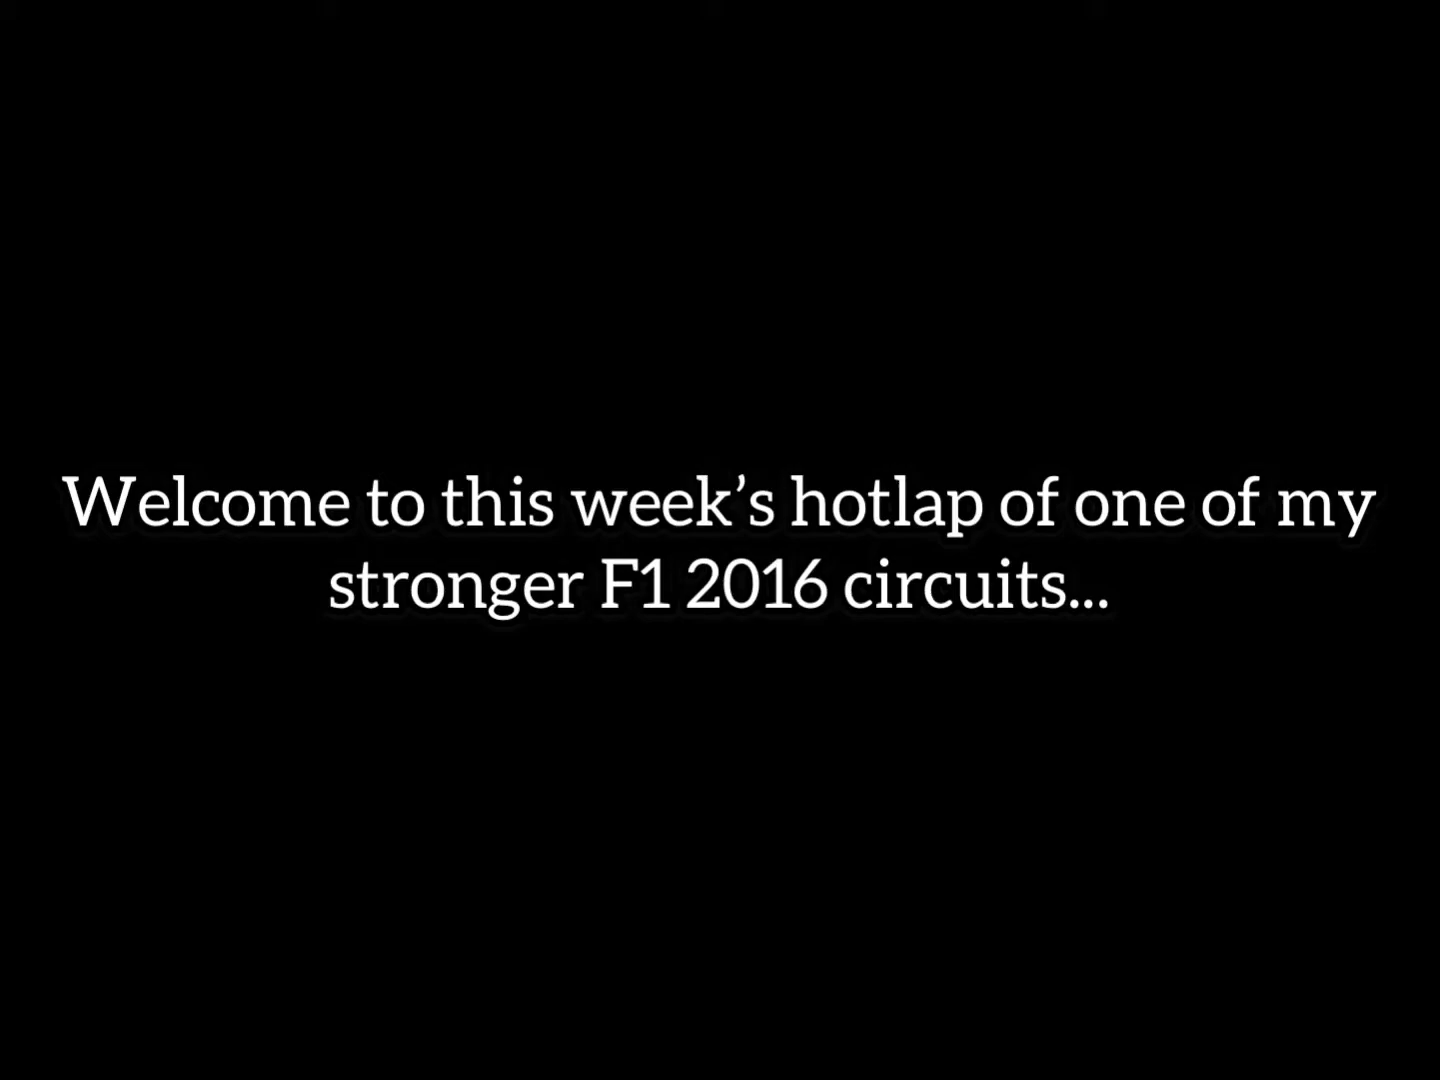 Welcome to this week’s hotlap of one of my
stronger F1 2016 circuits...